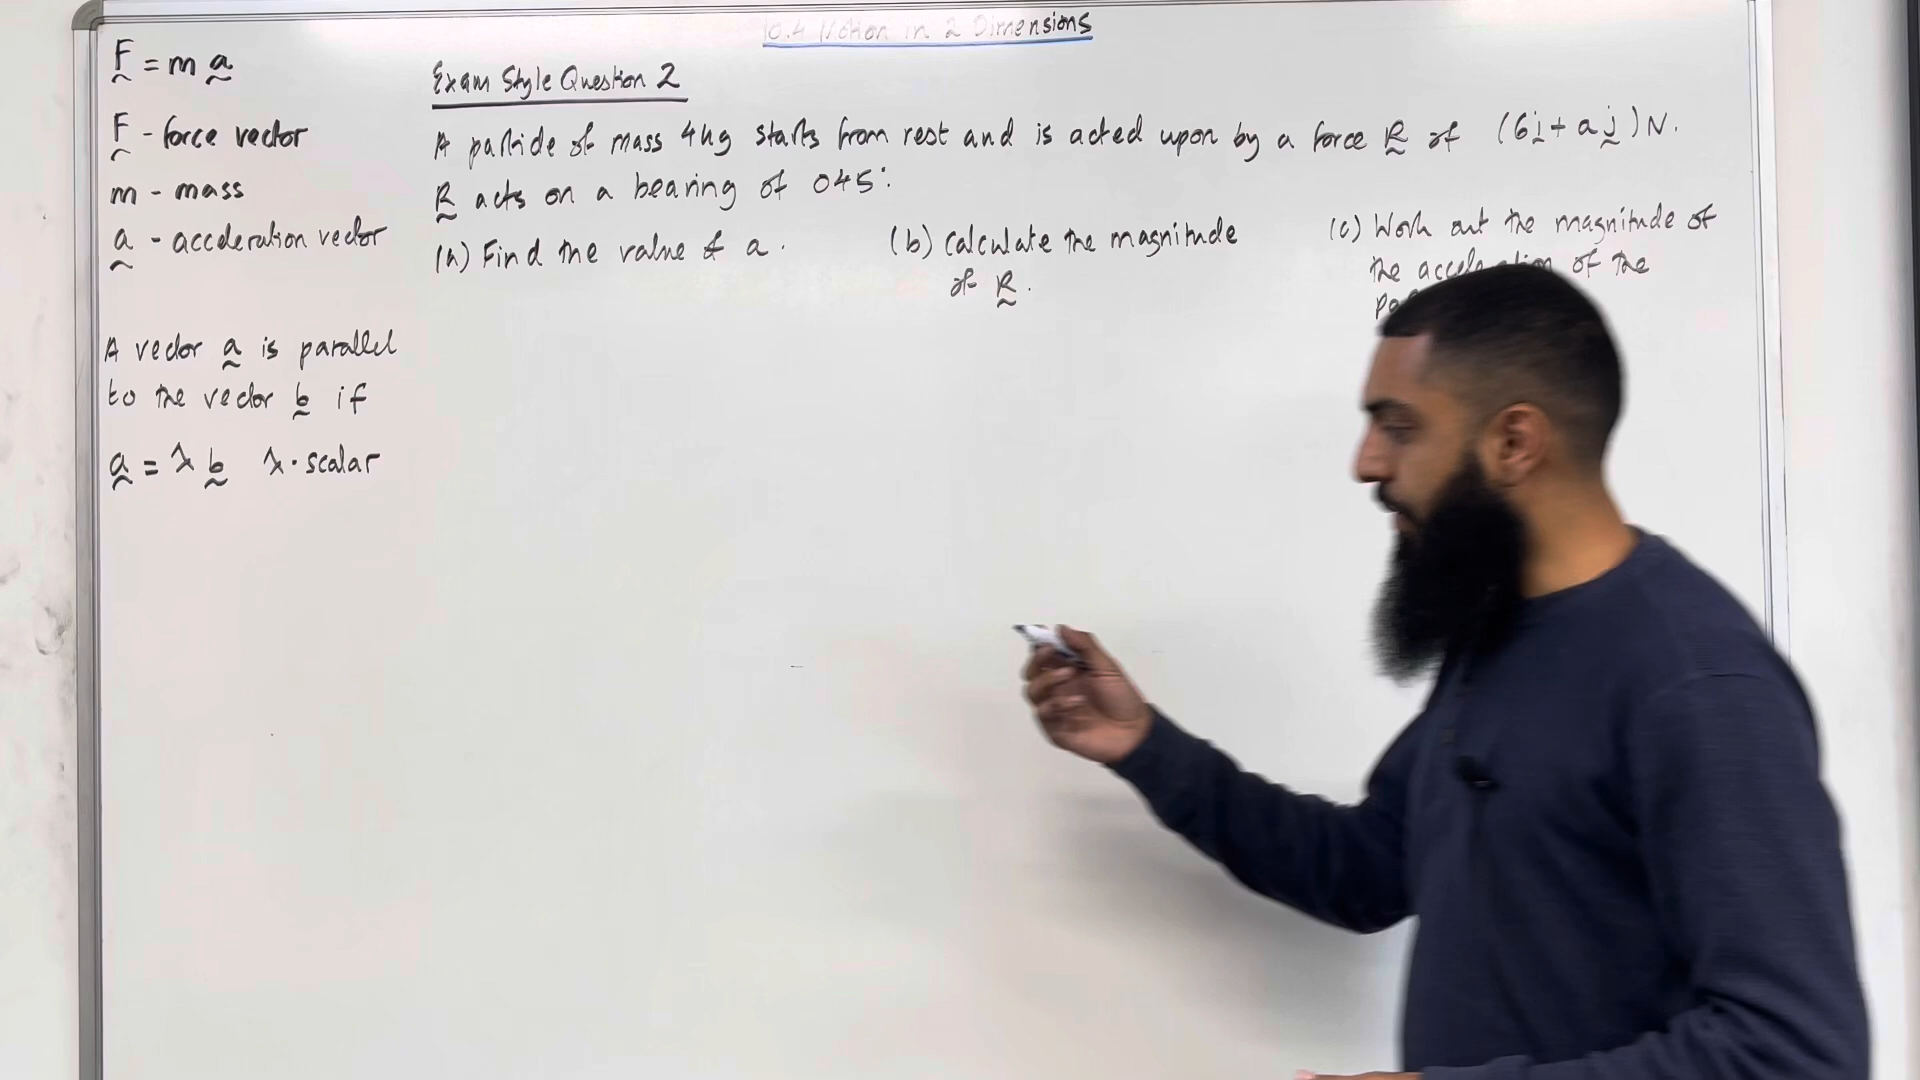 10.4 Motion in 2 Dimensions
F = m a
F - force vector
m - mass
a - acceleration vector
A vector a is parallel
to the vector b if
a = λ b   λ · scalar
Exam Style Question 2
A particle of mass 4kg starts from rest and is acted upon by a force R of (6i + aj)N.
R acts on a bearing of 045°.
(a) Find the value of a.
(b) Calculate the magnitude
of R.
(c) Work out the magnitude of
the acceleration of the